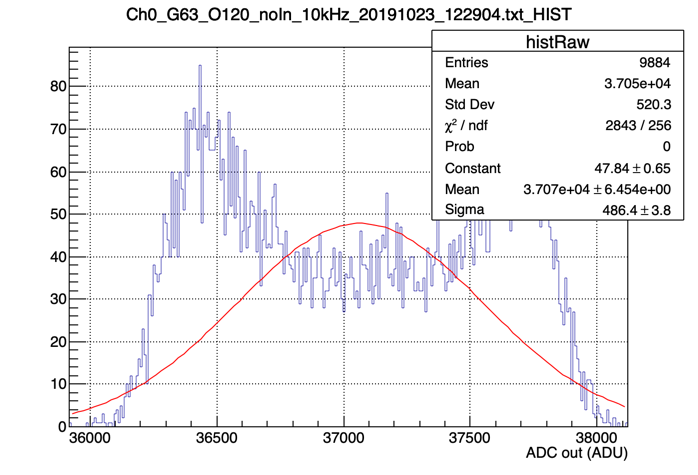 Ch0_G63_O120_noIn_10kHz_20191023_122904.txt_HIST
histRaw
Entries 9884
Mean 3.705e+04
Std Dev 520.3
χ² / ndf 2843 / 256
Prob 0
Constant 47.84 ± 0.65
Mean 3.707e+04 ± 6.454e+00
Sigma 486.4 ± 3.8
80
70
60
50
40
30
20
10
0
36000 36500 37000 37500 38000
ADC out (ADU)